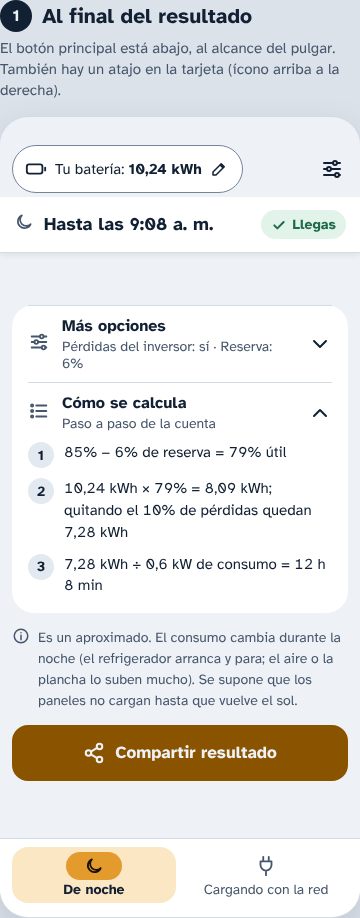 1 Al final del resultado
El botón principal está abajo, al alcance del pulgar.
También hay un atajo en la tarjeta (ícono arriba a la
derecha).
Tu batería: 10,24 kWh
Hasta las 9:08 a. m.
Llegas
Más opciones
Pérdidas del inversor: sí · Reserva:
6%
Cómo se calcula
Paso a paso de la cuenta
1 85% − 6% de reserva = 79% útil
2 10,24 kWh × 79% = 8,09 kWh;
quitando el 10% de pérdidas quedan
7,28 kWh
3 7,28 kWh ÷ 0,6 kW de consumo = 12 h
8 min
Es un aproximado. El consumo cambia durante la
noche (el refrigerador arranca y para; el aire o la
plancha lo suben mucho). Se supone que los
paneles no cargan hasta que vuelve el sol.
Compartir resultado
De noche
Cargando con la red